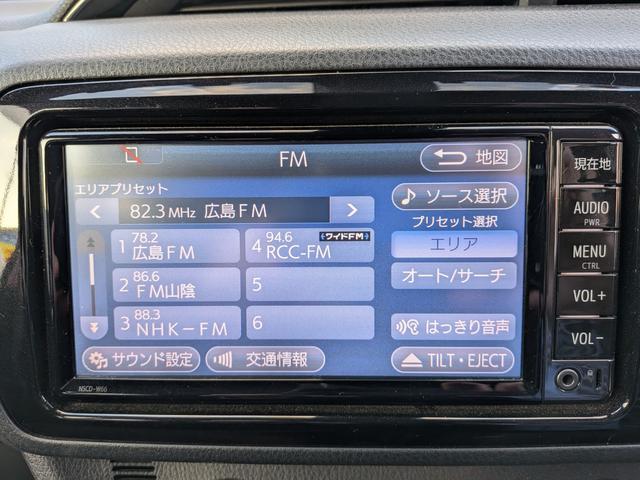 FM
地図
現在地
エリアプリセット
ソース選択
82.3 MHz 広島FM
プリセット選択
AUDIO
PWR
1 78.2 広島FM
4 94.6 ワイドFM RCC-FM
エリア
MENU
CTRL
2 86.6 FM山陰
5
オート/サーチ
VOL+
3 88.3 NHK-FM
6
はっきり音声
VOL-
サウンド設定
交通情報
TILT・EJECT
NSCD-W66